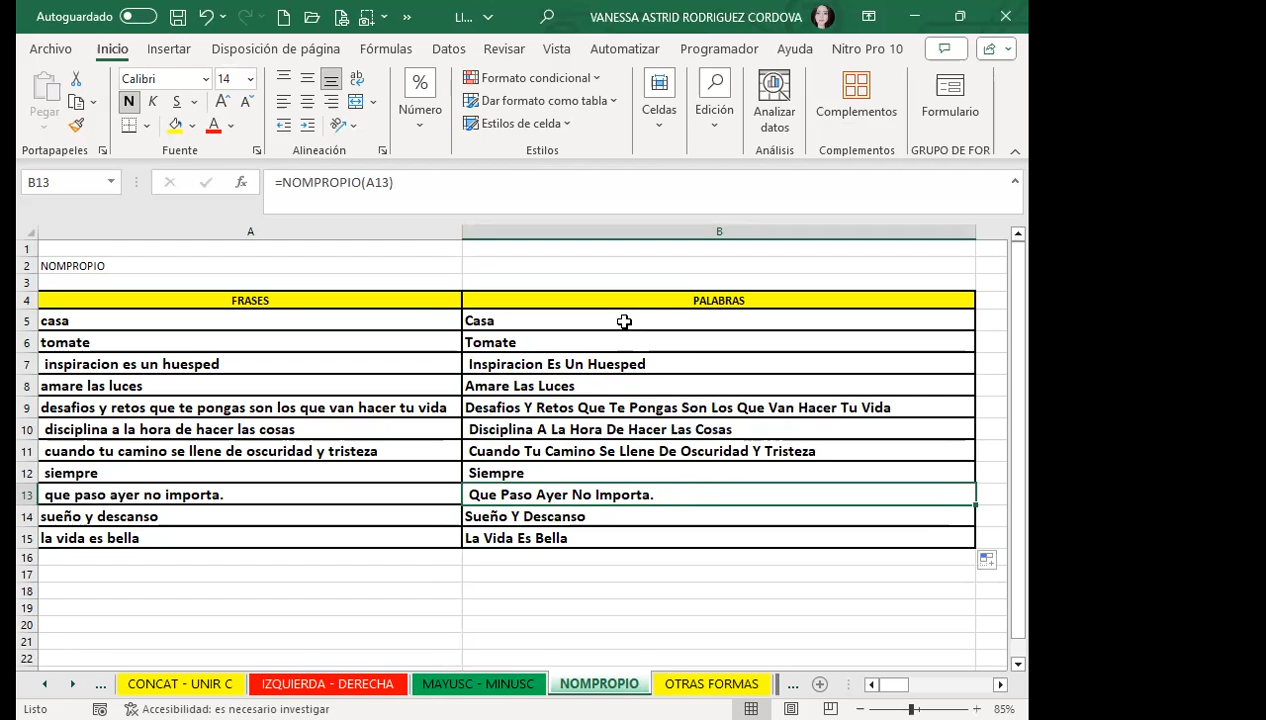 Autoguardado LI... VANESSA ASTRID RODRIGUEZ CORDOVA
Archivo Inicio Insertar Disposición de página Fórmulas Datos Revisar Vista Automatizar Programador Ayuda Nitro Pro 10
Pegar
Calibri 14
N K S
% Número
Formato condicional
Dar formato como tabla
Estilos de celda
Celdas
Edición
Analizar datos
Complementos
Formulario
Portapapeles Fuente Alineación Estilos Análisis Complementos GRUPO DE FOR
B13 fx =NOMPROPIO(A13)
A B
1
2 NOMPROPIO
3
4 FRASES PALABRAS
5 casa Casa
6 tomate Tomate
7 inspiracion es un huesped Inspiracion Es Un Huesped
8 amare las luces Amare Las Luces
9 desafios y retos que te pongas son los que van hacer tu vida Desafios Y Retos Que Te Pongas Son Los Que Van Hacer Tu Vida
10 disciplina a la hora de hacer las cosas Disciplina A La Hora De Hacer Las Cosas
11 cuando tu camino se llene de oscuridad y tristeza Cuando Tu Camino Se Llene De Oscuridad Y Tristeza
12 siempre Siempre
13 que paso ayer no importa. Que Paso Ayer No Importa.
14 sueño y descanso Sueño Y Descanso
15 la vida es bella La Vida Es Bella
16
17
18
19
20
21
22
... CONCAT - UNIR C IZQUIERDA - DERECHA MAYUSC - MINUSC NOMPROPIO OTRAS FORMAS ...
Listo Accesibilidad: es necesario investigar 85%